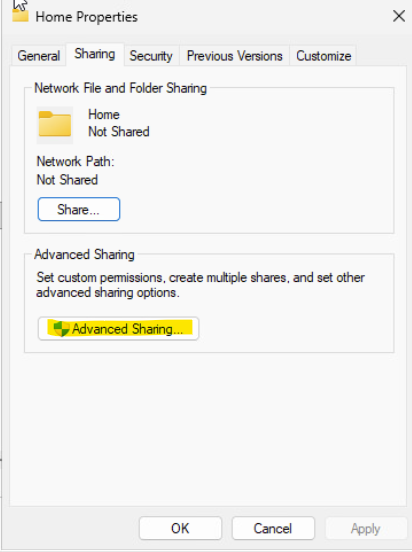 Home Properties
General Sharing Security Previous Versions Customize
Network File and Folder Sharing
Home
Not Shared
Network Path:
Not Shared
Share...
Advanced Sharing
Set custom permissions, create multiple shares, and set other
advanced sharing options.
Advanced Sharing...
OK Cancel Apply